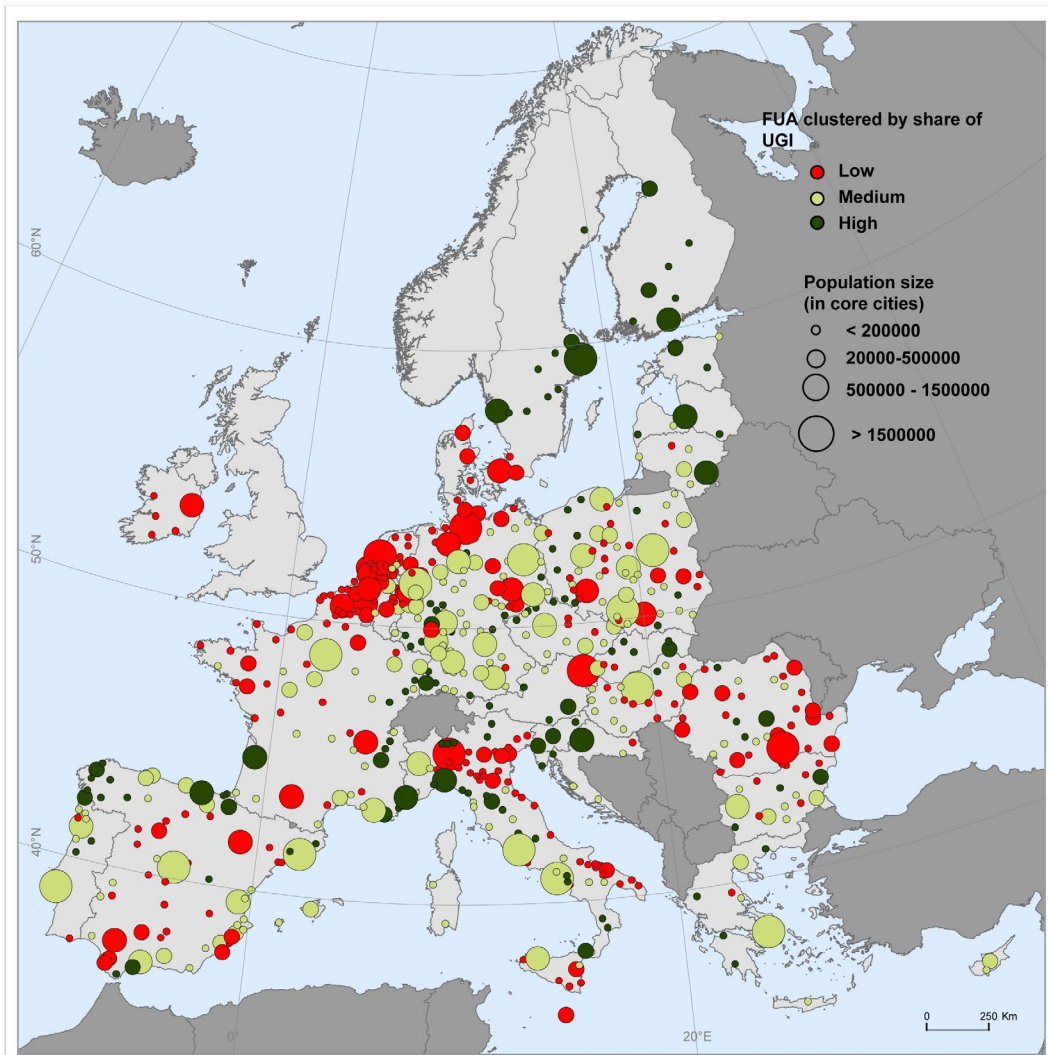 FUA clustered by share of
UGI
Low
Medium
High
Population size
(in core cities)
< 200000
20000-500000
500000 - 1500000
> 1500000
60°N
50°N
40°N
0°
20°E
0 250 Km